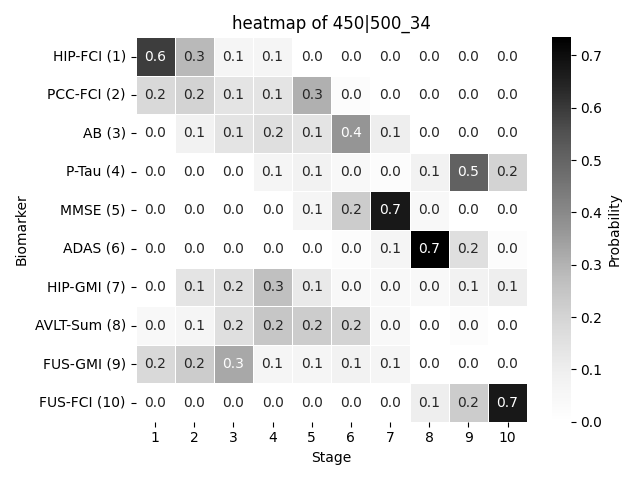 heatmap of 450|500_34
HIP-FCI (1) 0.6 0.3 0.1 0.1 0.0 0.0 0.0 0.0 0.0 0.0
PCC-FCI (2) 0.2 0.2 0.1 0.1 0.3 0.0 0.0 0.0 0.0 0.0
AB (3) 0.0 0.1 0.1 0.2 0.1 0.4 0.1 0.0 0.0 0.0
P-Tau (4) 0.0 0.0 0.0 0.1 0.1 0.0 0.0 0.1 0.5 0.2
MMSE (5) 0.0 0.0 0.0 0.0 0.1 0.2 0.7 0.0 0.0 0.0
ADAS (6) 0.0 0.0 0.0 0.0 0.0 0.0 0.1 0.7 0.2 0.0
HIP-GMI (7) 0.0 0.1 0.2 0.3 0.1 0.0 0.0 0.0 0.1 0.1
AVLT-Sum (8) 0.0 0.1 0.2 0.2 0.2 0.2 0.0 0.0 0.0 0.0
FUS-GMI (9) 0.2 0.2 0.3 0.1 0.1 0.1 0.1 0.0 0.0 0.0
FUS-FCI (10) 0.0 0.0 0.0 0.0 0.0 0.0 0.0 0.1 0.2 0.7
1 2 3 4 5 6 7 8 9 10
Stage
Biomarker
0.7
0.6
0.5
0.4
0.3
0.2
0.1
0.0
Probability